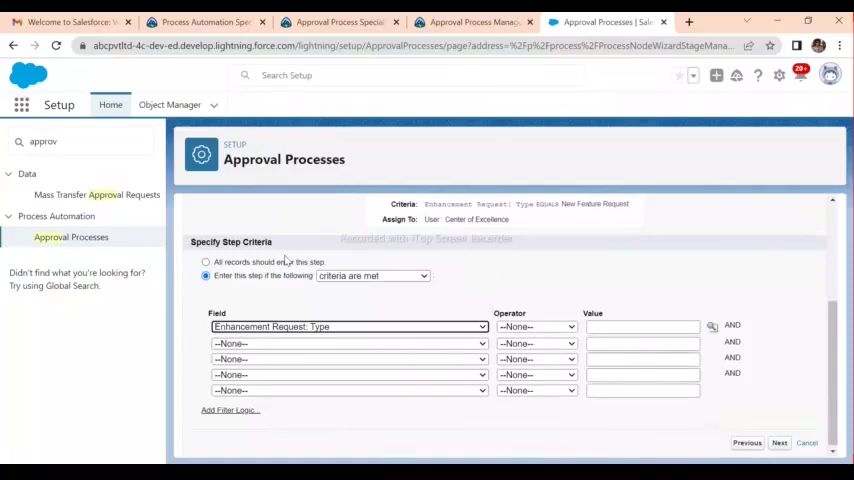 Welcome to Salesforce: V
Process Automation Spe
Approval Process Special
Approval Process Manag
Approval Processes | Sale
abcpvtltd-4c-dev-ed.develop.lightning.force.com/lightning/setup/ApprovalProcesses/page?address=%2Fp%2Fprocess%2FProcessNodeWizardStageMana...
Search Setup
20+
Setup
Home
Object Manager
approv
Data
Mass Transfer Approval Requests
Process Automation
Approval Processes
Didn't find what you're looking for?
Try using Global Search.
SETUP
Approval Processes
Criteria: Enhancement Request: Type EQUALS New Feature Request
Assign To: User Center of Excellence
Recorded with iTop Screen Recorder
Specify Step Criteria
All records should enter this step.
Enter this step if the following criteria are met :
Field Operator Value
Enhancement Request: Type --None-- AND
--None-- --None-- AND
--None-- --None-- AND
--None-- --None-- AND
--None-- --None--
Add Filter Logic...
Previous Next Cancel